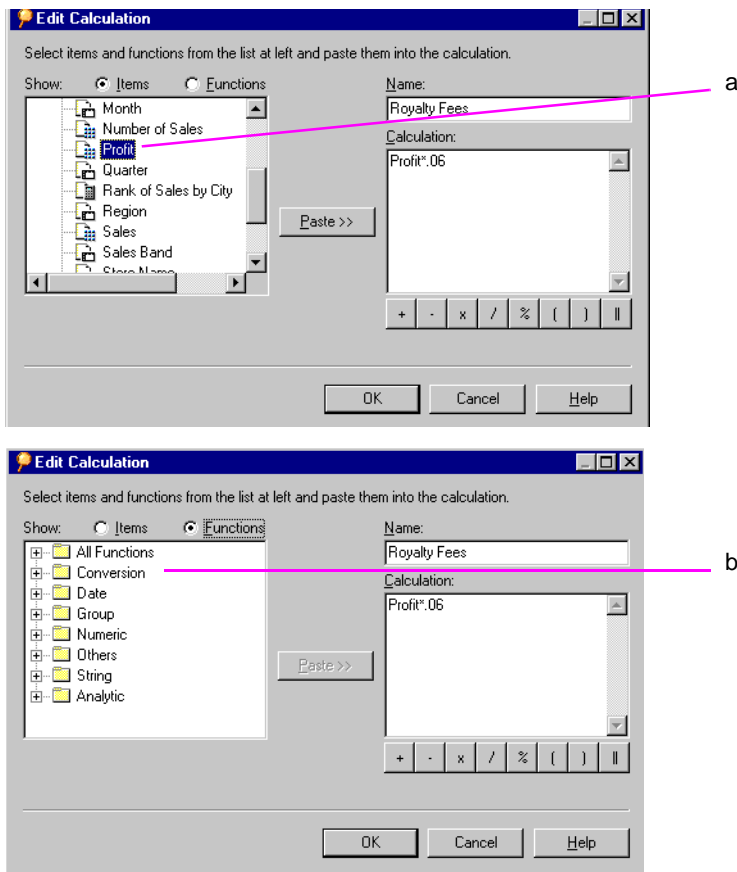 Edit Calculation
Select items and functions from the list at left and paste them into the calculation.
Show: Items Functions
Month
Number of Sales
Profit
Quarter
Rank of Sales by City
Region
Sales
Sales Band
Store Name
Paste >>
Name:
Royalty Fees
Calculation:
Profit*.06
+ - x / % ( ) ||
OK Cancel Help
a
Edit Calculation
Select items and functions from the list at left and paste them into the calculation.
Show: Items Functions
All Functions
Conversion
Date
Group
Numeric
Others
String
Analytic
Paste >>
Name:
Royalty Fees
Calculation:
Profit*.06
+ - x / % ( ) ||
OK Cancel Help
b